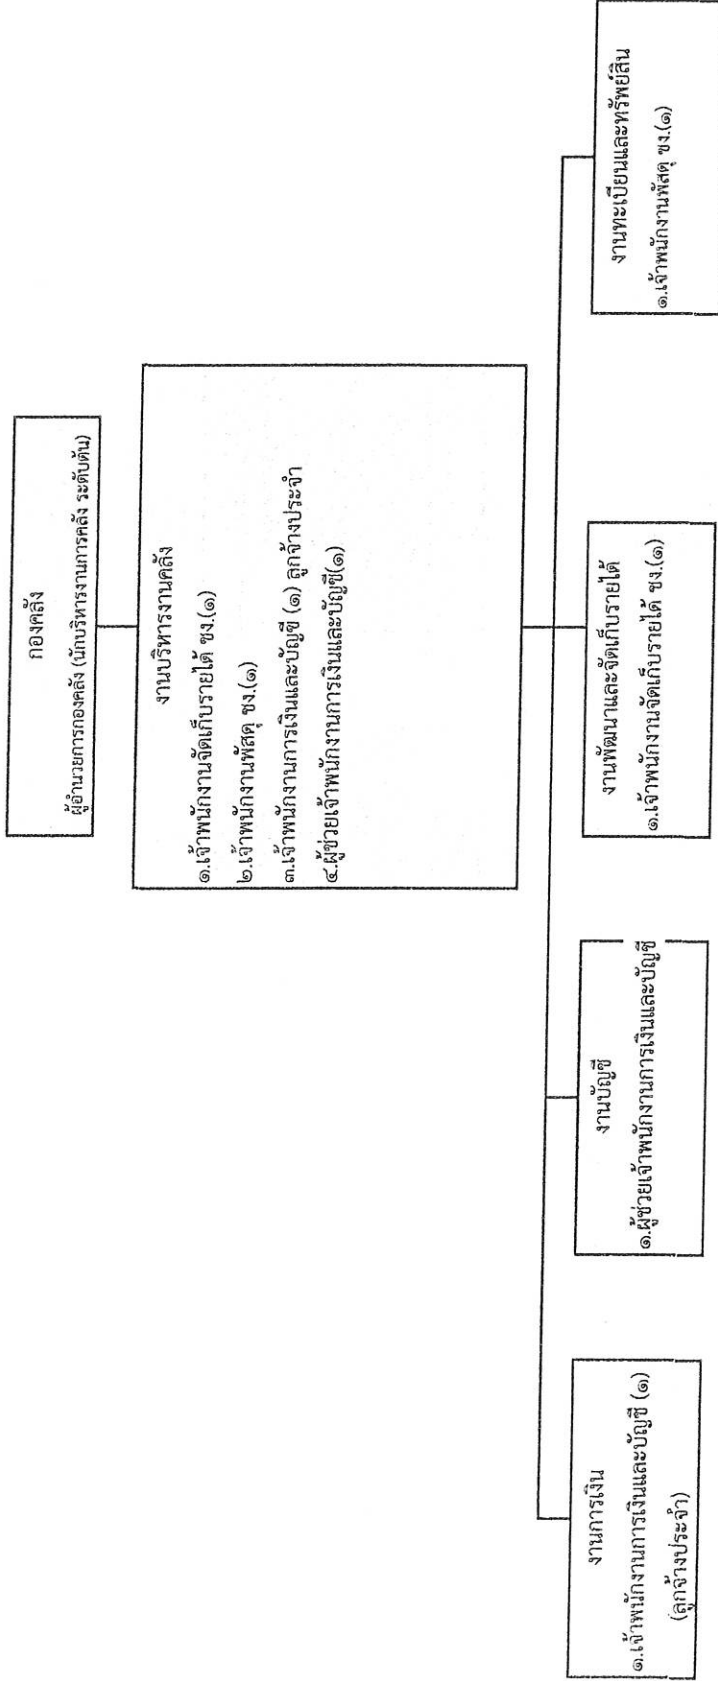 กองคลัง
ผู้อำนวยการกองคลัง (นักบริหารงานการคลัง ระดับต้น)
งานบริหารงานคลัง
๑.เจ้าพนักงานจัดเก็บรายได้ ชง.(๑)
๒.เจ้าพนักงานพัสดุ ชง.(๑)
๓.เจ้าพนักงานการเงินและบัญชี (๑) ลูกจ้างประจำ
๔.ผู้ช่วยเจ้าพนักงานการเงินและบัญชี(๑)
งานการเงิน
๑.เจ้าพนักงานการเงินและบัญชี (๑)
(ลูกจ้างประจำ)
งานบัญชี
๑.ผู้ช่วยเจ้าพนักงานการเงินและบัญชี
งานพัฒนาและจัดเก็บรายได้
๑.เจ้าพนักงานจัดเก็บรายได้ ชง.(๑)
งานทะเบียนและทรัพย์สิน
๑.เจ้าพนักงานพัสดุ ชง.(๑)